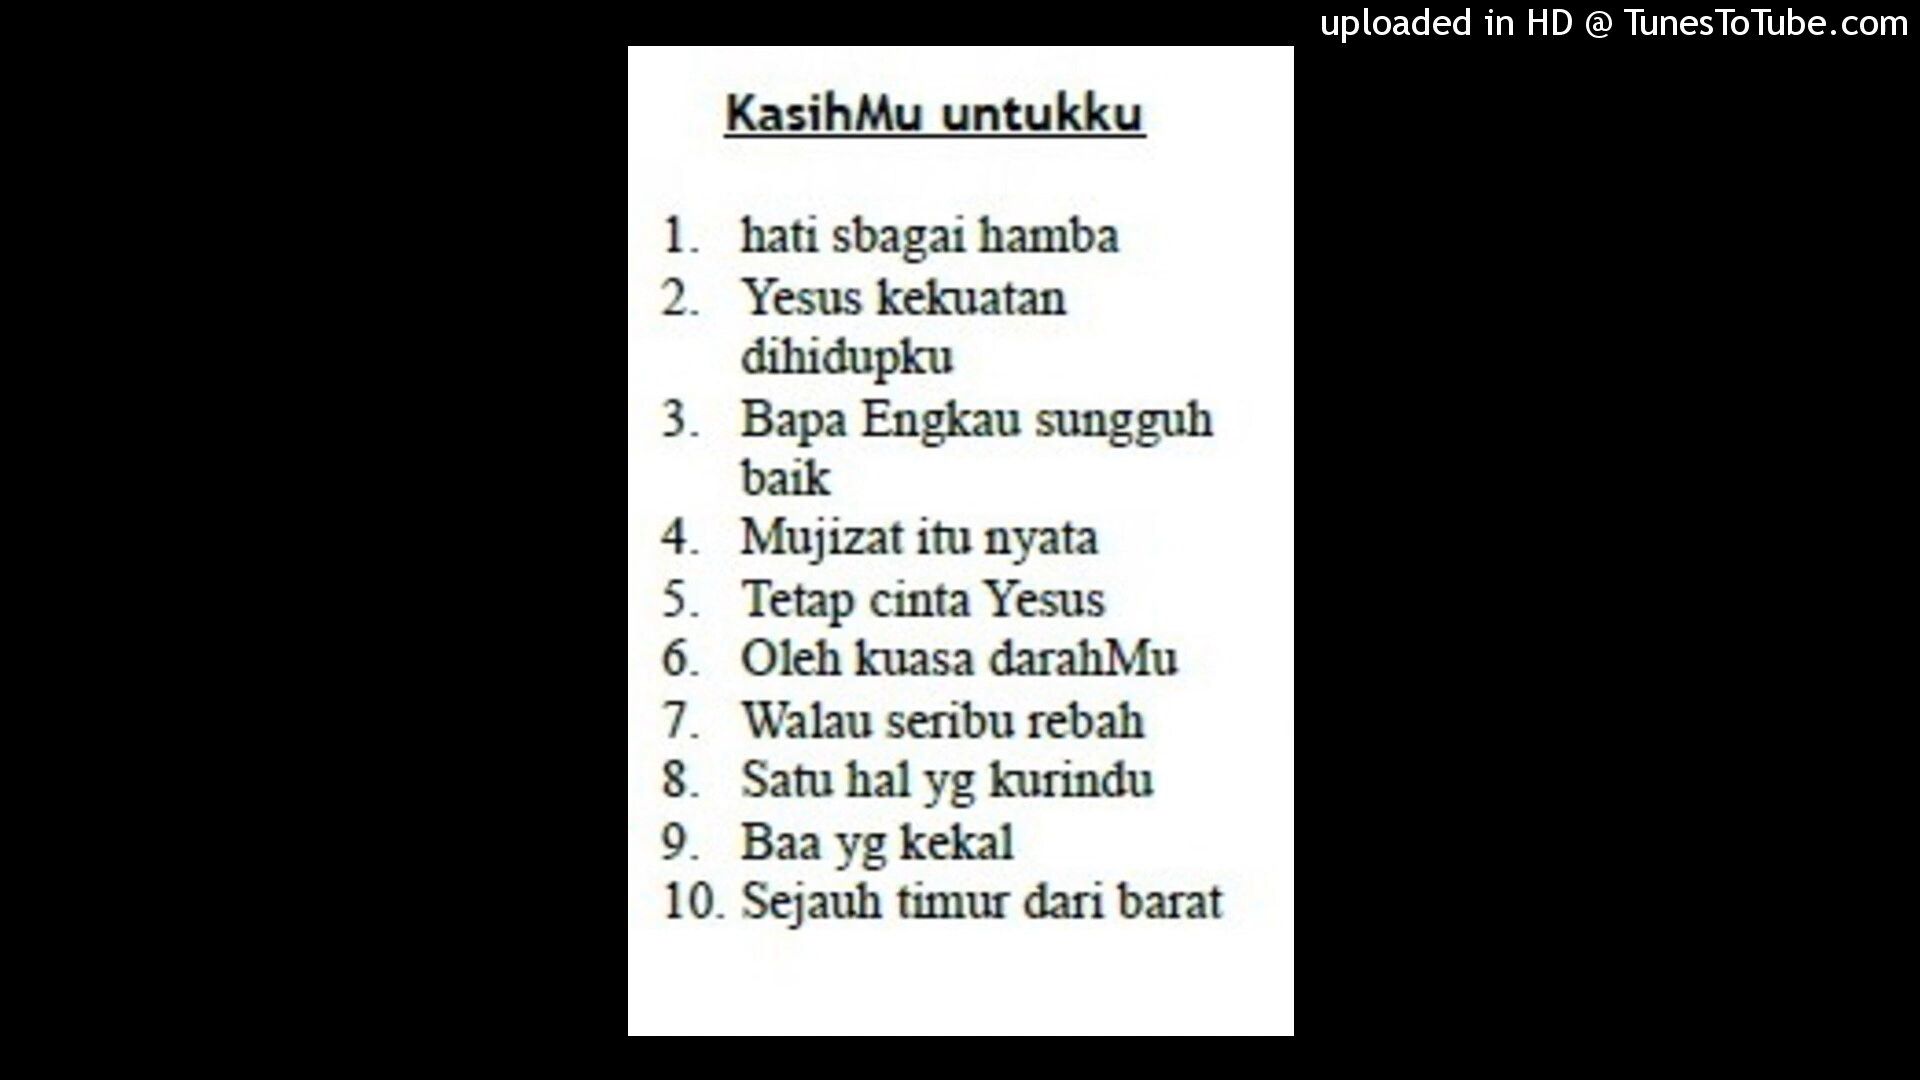 uploaded in HD @ TunesToTube.com
KasihMu untukku
1. hati sbagai hamba
2. Yesus kekuatan
dihidupku
3. Bapa Engkau sungguh
baik
4. Mujizat itu nyata
5. Tetap cinta Yesus
6. Oleh kuasa darahMu
7. Walau seribu rebah
8. Satu hal yg kurindu
9. Baa yg kekal
10. Sejauh timur dari barat